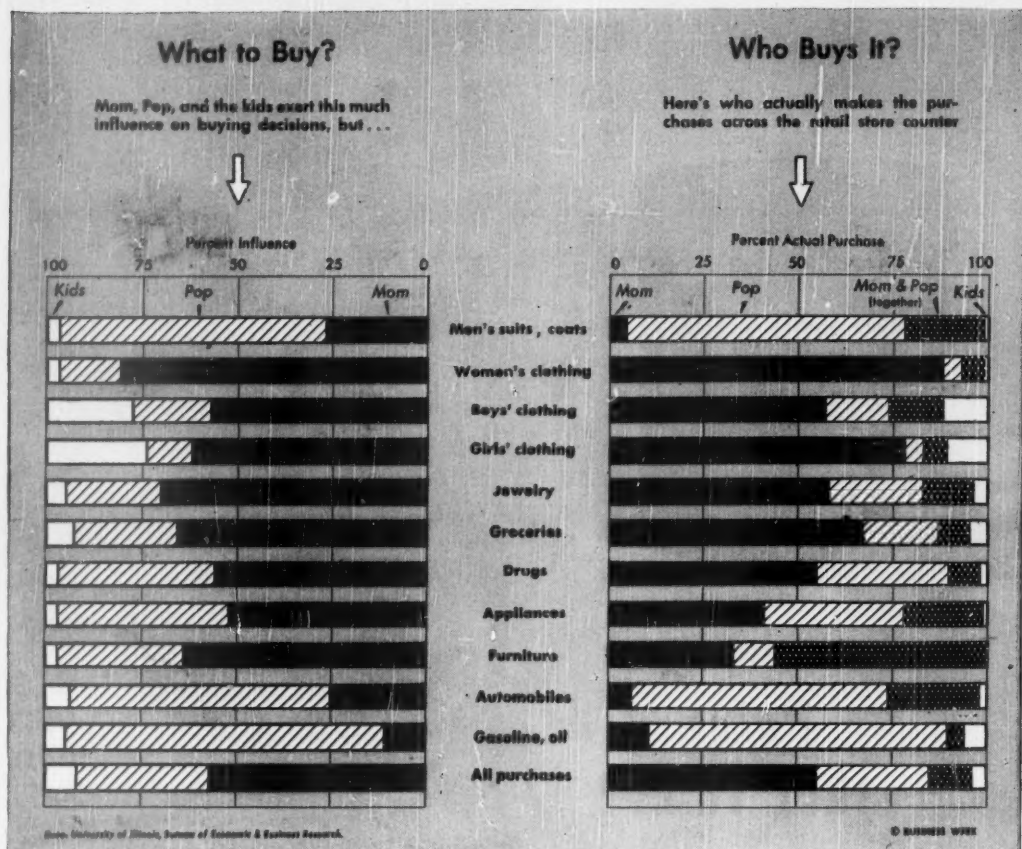 What to Buy?
Mom, Pop, and the kids exert this much
influence on buying decisions, but . . .
Percent Influence
100 75 50 25 0
Kids Pop Mom
Who Buys It?
Here's who actually makes the pur-
chases across the retail store counter
Percent Actual Purchase
0 25 50 75 100
Mom Pop Mom & Pop Kids
(together)
Men's suits, coats
Women's clothing
Boys' clothing
Girls' clothing
Jewelry
Groceries
Drugs
Appliances
Furniture
Automobiles
Gasoline, oil
All purchases
Data: University of Illinois, Bureau of Economic & Business Research.
© BUSINESS WEEK